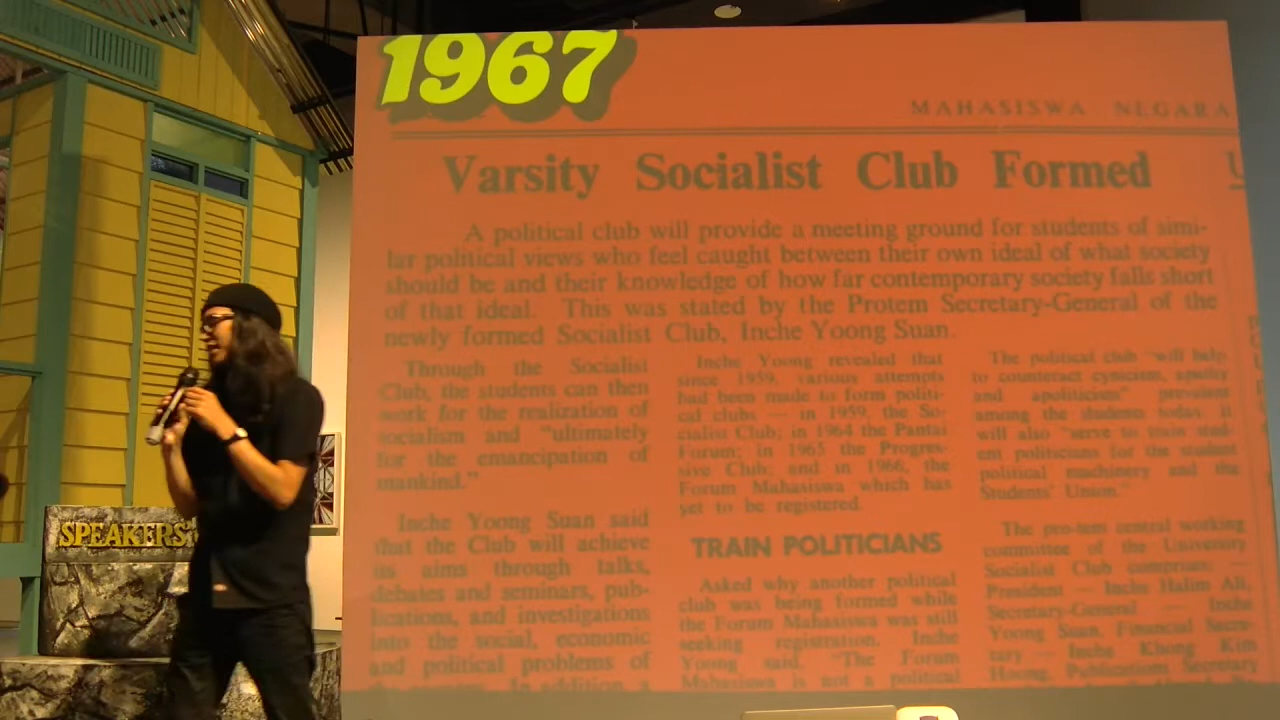 1967
MAHASISWA NEGARA
Varsity Socialist Club Formed
A political club will provide a meeting ground for students of simi-
lar political views who feel caught between their own ideal of what society
should be and their knowledge of how far contemporary society falls short
of that ideal. This was stated by the Protem Secretary-General of the
newly formed Socialist Club, Inche Yoong Suan.
Through the Socialist
Club, the students can then
work for the realization of
socialism and "ultimately
for the emancipation of
mankind."
Inche Yoong Suan said
that the Club will achieve
its aims through talks,
debates and seminars, pub-
lications, and investigations
into the social, economic
and political problems of
In addition a
Inche Yoong revealed that
since 1959, various attempts
had been made to form politi-
cal clubs — in 1959, the So-
cialist Club; in 1964 the Pantai
Forum; in 1965 the Progres-
sive Club; and in 1966, the
Forum Mahasiswa which has
yet to be registered.
TRAIN POLITICIANS
Asked why another political
club was being formed while
the Forum Mahasiswa was still
seeking registration, Inche
Yoong said, "The Forum
Mahasiswa is not a political
The political club "will help
to counteract cynicism, apathy
and apoliticism" prevalent
among the students today. It
will also "serve to train stud-
ent politicians for the student
political machinery and the
Students' Union."
The pro-tem central working
committee of the University
Socialist Club comprises: —
President — Inche Halim Ali,
Secretary-General — Inche
Yoong Suan, Financial Secre-
tary — Inche Khong Kim
Hoong, Publications Secretary
SPEAKERS'